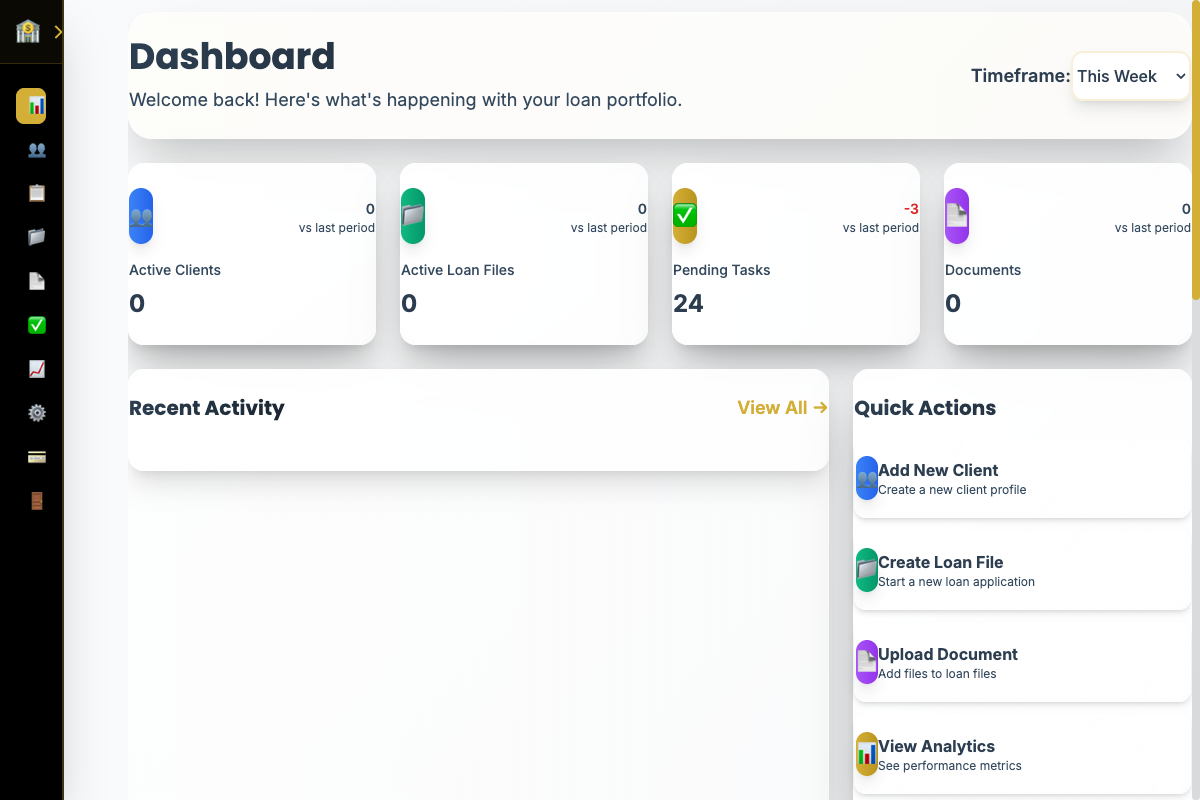 Dashboard
Welcome back! Here's what's happening with your loan portfolio.
Timeframe: This Week
0
vs last period
Active Clients
0
0
vs last period
Active Loan Files
0
-3
vs last period
Pending Tasks
24
0
vs last period
Documents
0
Recent Activity
View All →
Quick Actions
Add New Client
Create a new client profile
Create Loan File
Start a new loan application
Upload Document
Add files to loan files
View Analytics
See performance metrics